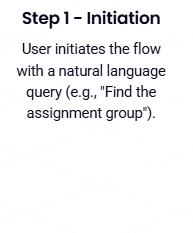 Step 1 - Initiation
User initiates the flow
with a natural language
query (e.g., "Find the
assignment group").